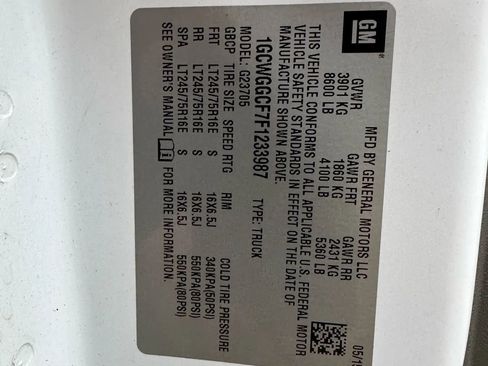 GM
MFD BY GENERAL MOTORS LLC
GVWR GAWR FRT GAWR RR
3901 KG 1860 KG 2431 KG
8600 LB 4100 LB 5360 LB
05/15
THIS VEHICLE CONFORMS TO ALL APPLICABLE U.S. FEDERAL MOTOR
VEHICLE SAFETY STANDARDS IN EFFECT ON THE DATE OF
MANUFACTURE SHOWN ABOVE.
1GCWGGCF7F1233987 TYPE: TRUCK
MODEL: G23705
GBCP TIRE SIZE SPEED RTG RIM COLD TIRE PRESSURE
FRT LT245/75R16E S 16X6.5J 340KPA(50PSI)
RR LT245/75R16E S 16X6.5J 550KPA(80PSI)
SPA LT245/75R16E S 16X6.5J 550KPA(80PSI)
SEE OWNER'S MANUAL FOR MORE INFORMATION.